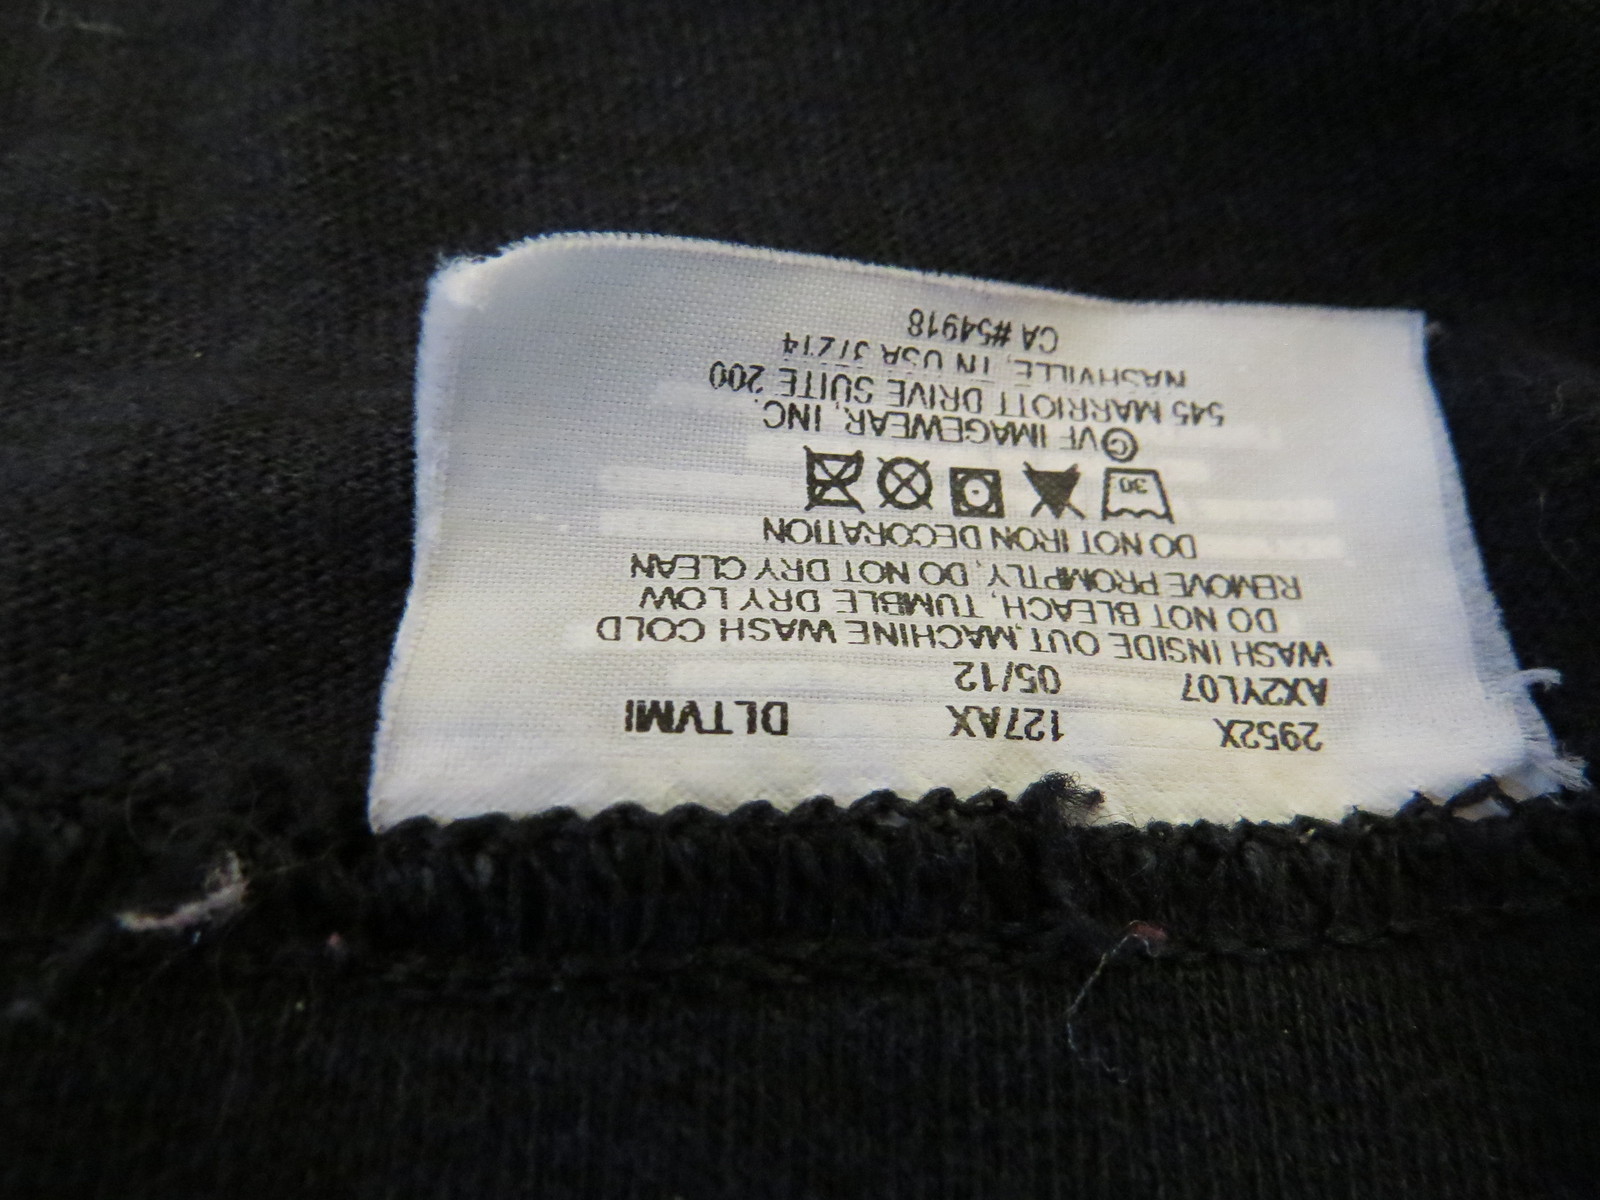 2952X 127AX DLTVMI
AX2YL07 05/12
WASH INSIDE OUT,MACHINE WASH COLD
DO NOT BLEACH, TUMBLE DRY LOW
REMOVE PROMPTLY, DO NOT DRY CLEAN
DO NOT IRON DECORATION
30
©VF IMAGEWEAR, INC.
545 MARRIOTT DRIVE SUITE 200
NASHVILLE, TN USA 37214
CA #54918